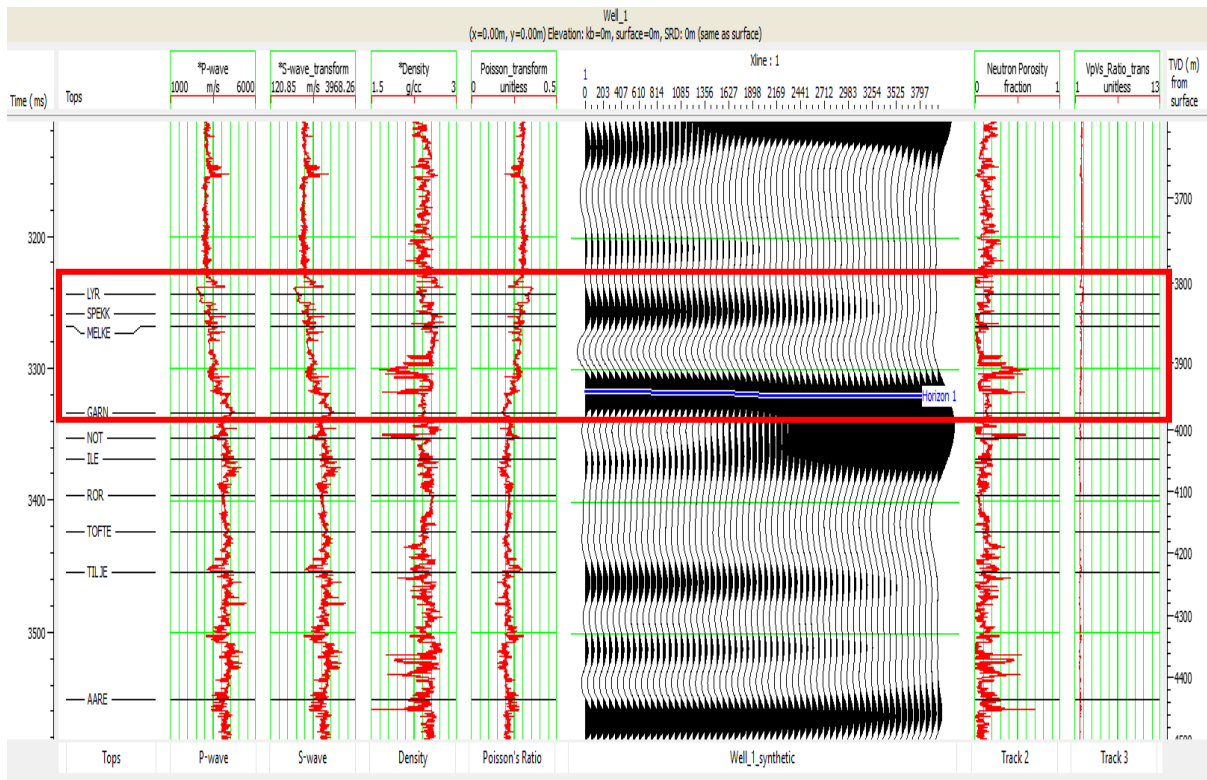 Well_1
(x=0.00m, y=0.00m) Elevation: kb=0m, surface=0m, SRD: 0m (same as surface)
Time (ms)
Tops
*P-wave
1000 m/s 6000
*S-wave_transform
120.85 m/s 3968.26
*Density
1.5 g/cc 3
Poisson_transform
0 unitless 0.5
Xline : 1
1
0 203 407 610 814 1085 1356 1627 1898 2169 2441 2712 2983 3254 3525 3797
Neutron Porosity
0 fraction 1
VpVs_Ratio_trans
1 unitless 13
TVD (m)
from
surface
3700
3200
3800
LYR
SPEKK
MELKE
3900
3300
Horizon 1
GARN
4000
NOT
ILE
4100
ROR
3400
TOFTE
4200
TILJE
4300
3500
4400
AARE
4500
Tops P-wave S-wave Density Poisson's Ratio Well_1_synthetic Track 2 Track 3